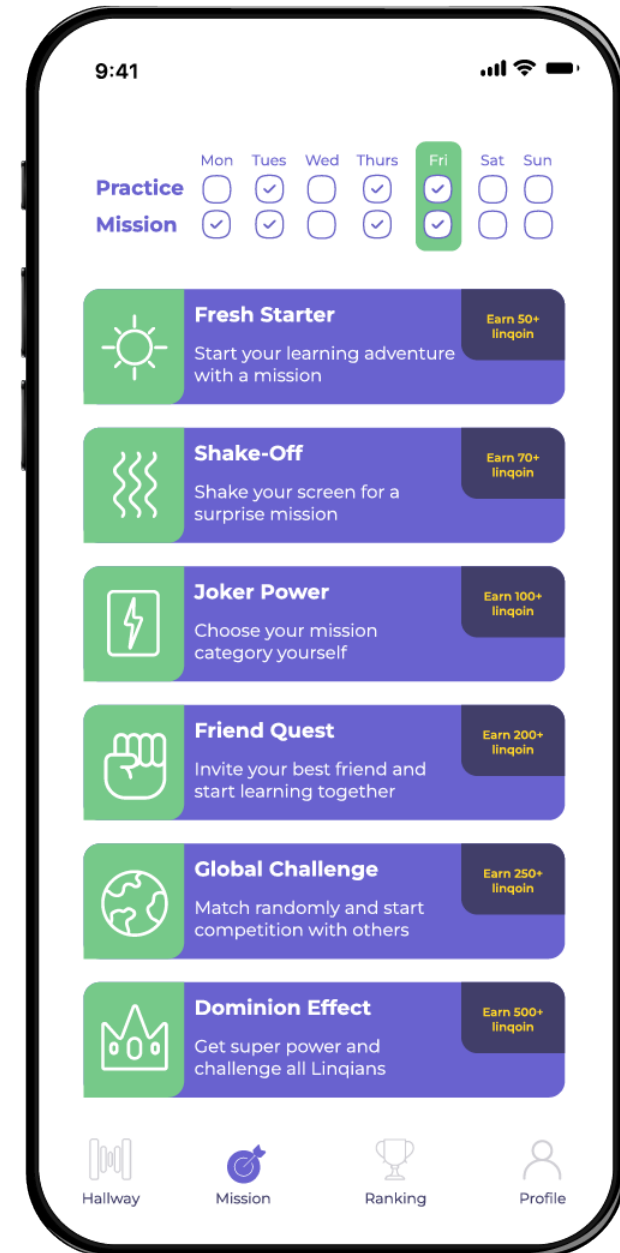 9:41
Mon Tues Wed Thurs Fri Sat Sun
Practice
Mission
Fresh Starter
Start your learning adventure
with a mission
Earn 50+
linqoin
Shake-Off
Shake your screen for a
surprise mission
Earn 70+
linqoin
Joker Power
Choose your mission
category yourself
Earn 100+
linqoin
Friend Quest
Invite your best friend and
start learning together
Earn 200+
linqoin
Global Challenge
Match randomly and start
competition with others
Earn 250+
linqoin
Dominion Effect
Get super power and
challenge all Linqians
Earn 500+
linqoin
Hallway Mission Ranking Profile